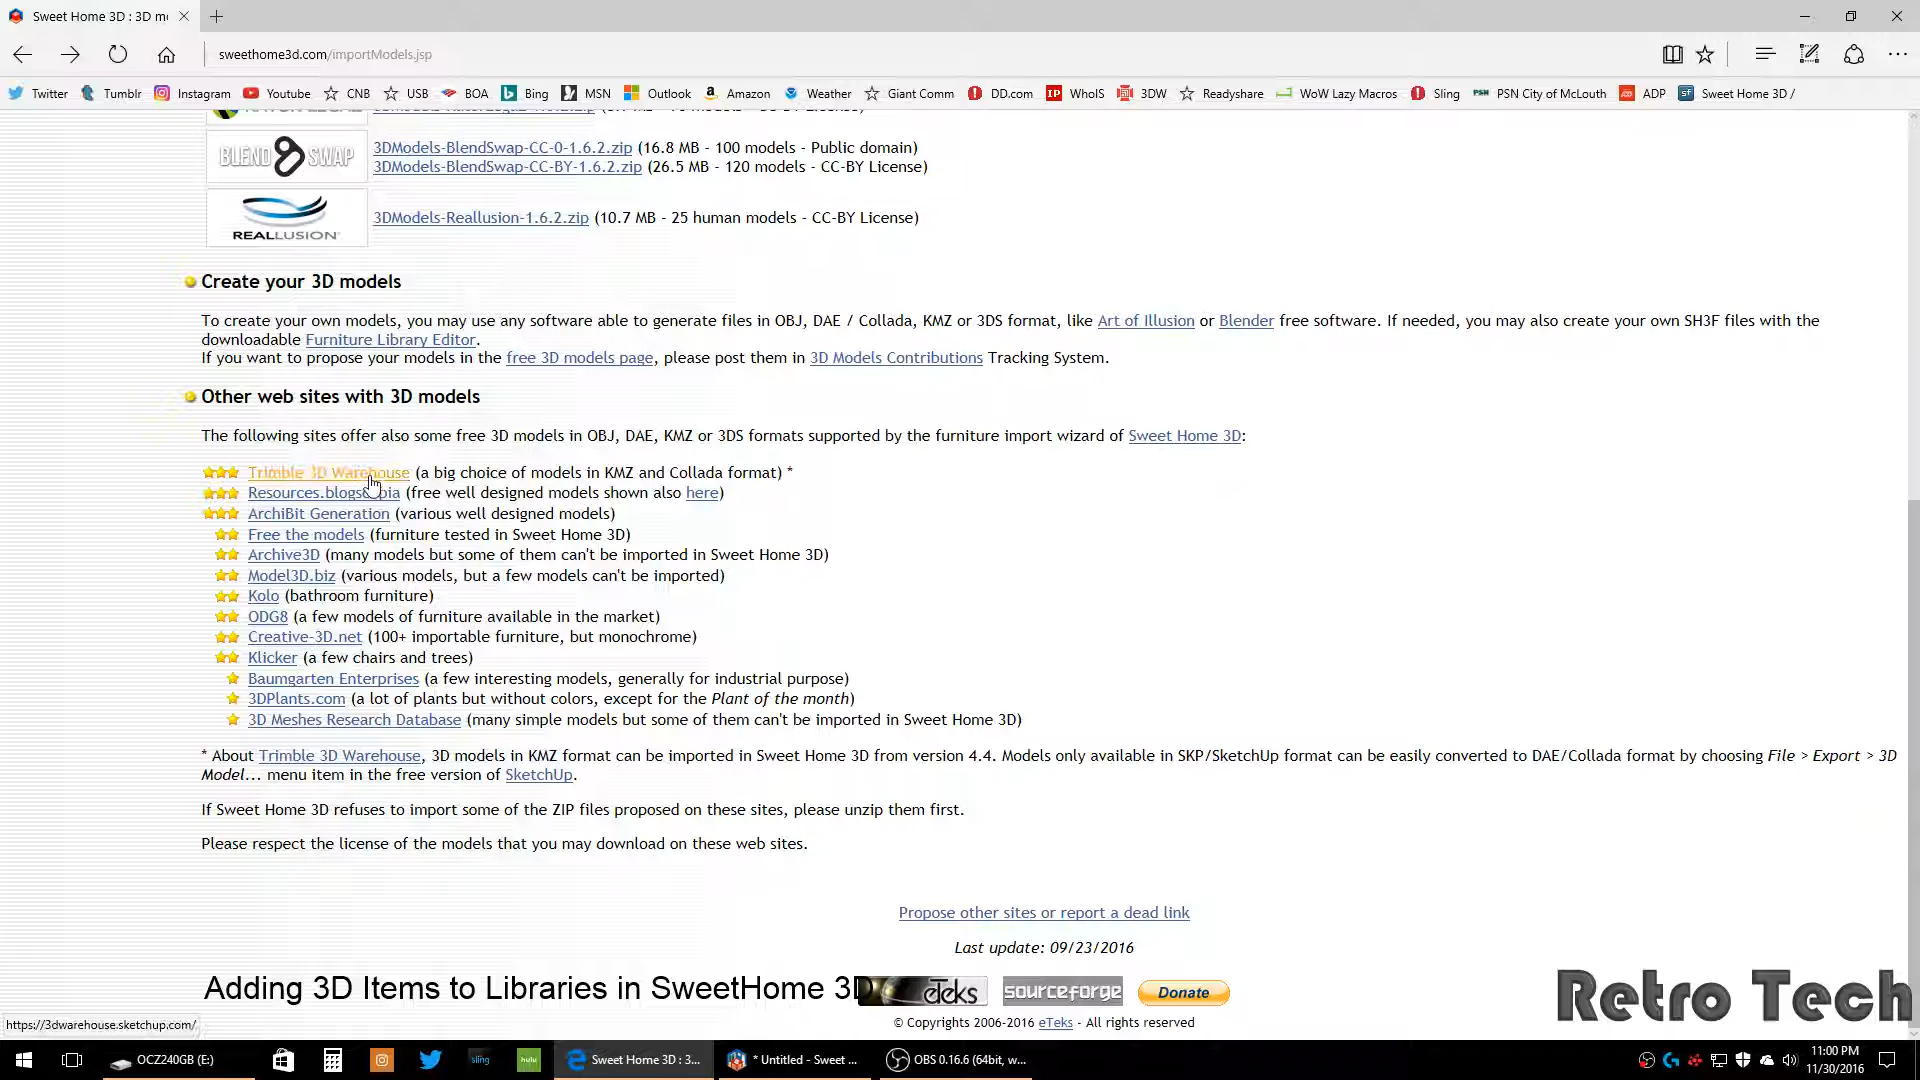 Sweet Home 3D : 3D m
sweethome3d.com/importModels.jsp
Twitter Tumblr Instagram Youtube CNB USB BOA Bing MSN Outlook Amazon Weather Giant Comm DD.com WhoIS 3DW Readyshare WoW Lazy Macros Sling PSN City of McLouth ADP Sweet Home 3D /
BLEND SWAP
3DModels-BlendSwap-CC-0-1.6.2.zip (16.8 MB - 100 models - Public domain)
3DModels-BlendSwap-CC-BY-1.6.2.zip (26.5 MB - 120 models - CC-BY License)
REALLUSION
3DModels-Reallusion-1.6.2.zip (10.7 MB - 25 human models - CC-BY License)
Create your 3D models
To create your own models, you may use any software able to generate files in OBJ, DAE / Collada, KMZ or 3DS format, like Art of Illusion or Blender free software. If needed, you may also create your own SH3F files with the
downloadable Furniture Library Editor.
If you want to propose your models in the free 3D models page, please post them in 3D Models Contributions Tracking System.
Other web sites with 3D models
The following sites offer also some free 3D models in OBJ, DAE, KMZ or 3DS formats supported by the furniture import wizard of Sweet Home 3D:
Trimble 3D Warehouse (a big choice of models in KMZ and Collada format) *
Resources.blogscopia (free well designed models shown also here)
ArchiBit Generation (various well designed models)
Free the models (furniture tested in Sweet Home 3D)
Archive3D (many models but some of them can't be imported in Sweet Home 3D)
Model3D.biz (various models, but a few models can't be imported)
Kolo (bathroom furniture)
ODG8 (a few models of furniture available in the market)
Creative-3D.net (100+ importable furniture, but monochrome)
Klicker (a few chairs and trees)
Baumgarten Enterprises (a few interesting models, generally for industrial purpose)
3DPlants.com (a lot of plants but without colors, except for the Plant of the month)
3D Meshes Research Database (many simple models but some of them can't be imported in Sweet Home 3D)
* About Trimble 3D Warehouse, 3D models in KMZ format can be imported in Sweet Home 3D from version 4.4. Models only available in SKP/SketchUp format can be easily converted to DAE/Collada format by choosing File > Export > 3D
Model... menu item in the free version of SketchUp.
If Sweet Home 3D refuses to import some of the ZIP files proposed on these sites, please unzip them first.
Please respect the license of the models that you may download on these web sites.
Propose other sites or report a dead link
Last update: 09/23/2016
Adding 3D Items to Libraries in SweetHome 3D
eTeks sourceforge Donate
Retro Tech
© Copyrights 2006-2016 eTeks - All rights reserved
https://3dwarehouse.sketchup.com/
OCZ240GB (E:) sling hulu Sweet Home 3D : 3... * Untitled - Sweet ... OBS 0.16.6 (64bit, w...
11:00 PM
11/30/2016